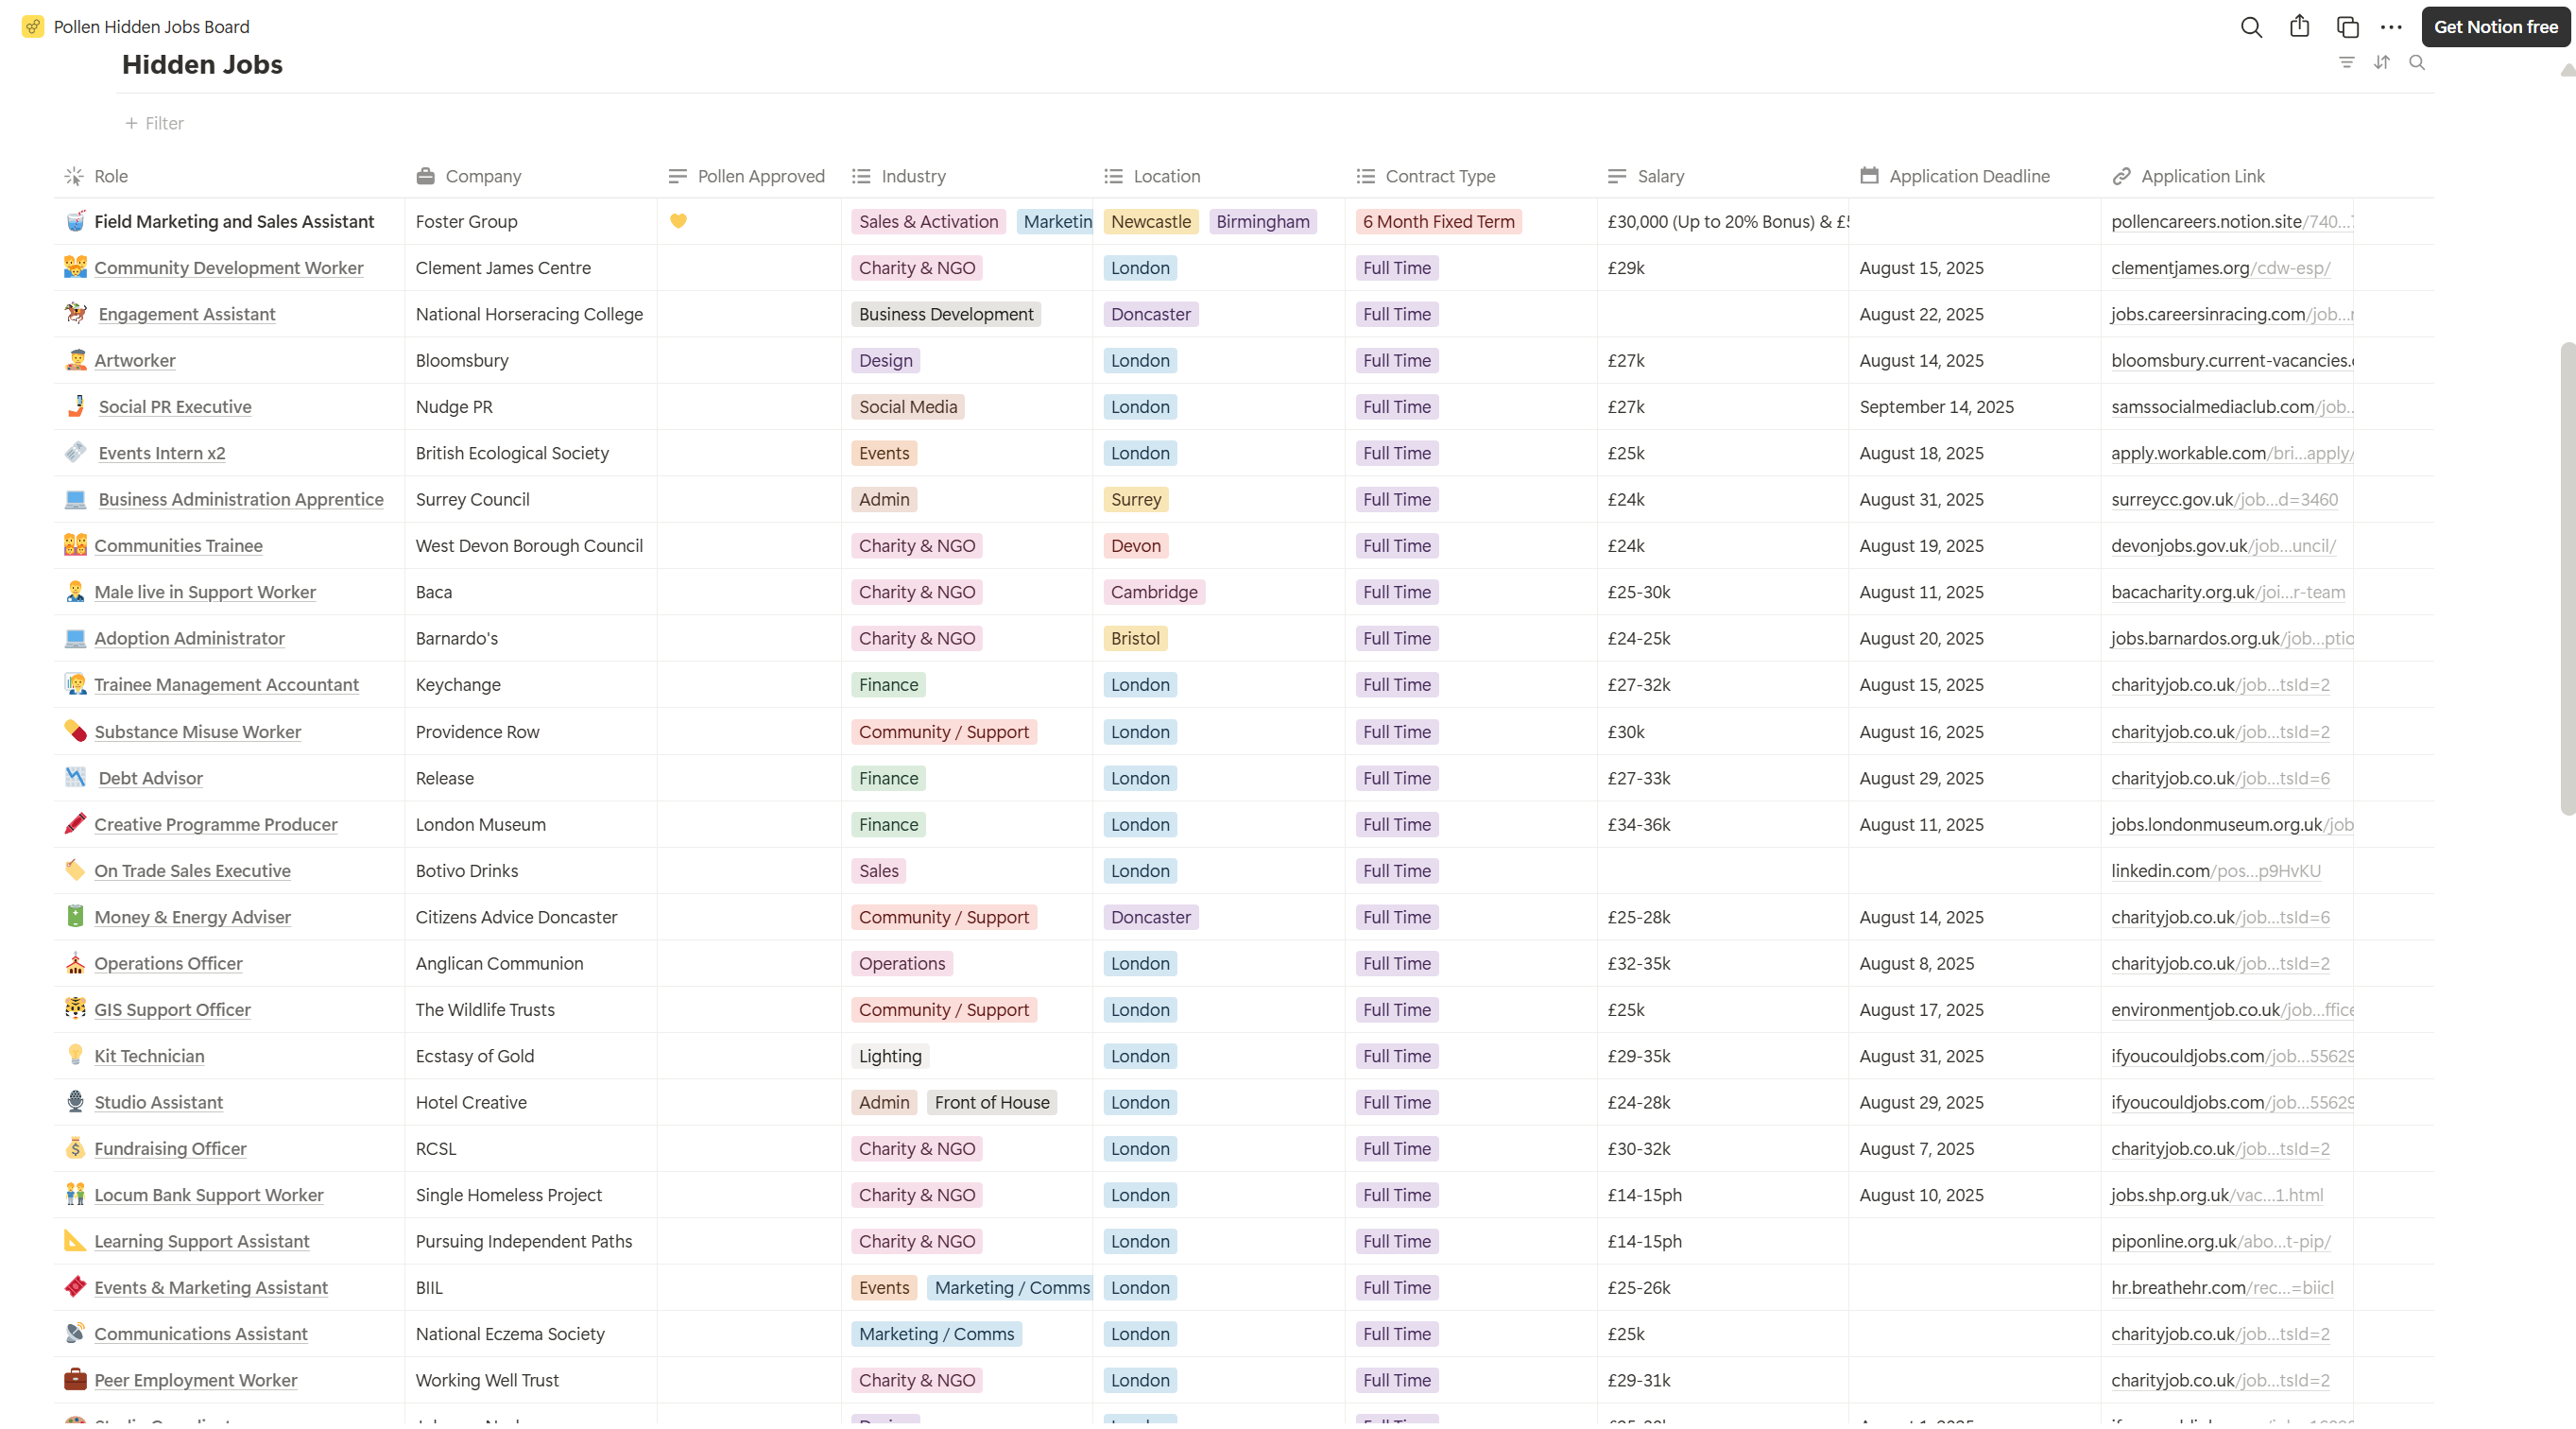 Pollen Hidden Jobs Board
Get Notion free
Hidden Jobs
Filter
Role Company Pollen Approved Industry Location Contract Type Salary Application Deadline Application Link
Field Marketing and Sales Assistant Foster Group Sales & Activation Newcastle Birmingham 6 Month Fixed Term £30,000 (Up to 20% Bonus) & pollencareers.notion.site/740...
Community Development Worker Clement James Centre Charity & NGO London Full Time £29k August 15, 2025 clementjames.org/cdw-esp/
Engagement Assistant National Horseracing College Business Development Doncaster Full Time August 22, 2025 jobs.careersinracing.com/job...
Artworker Bloomsbury Design London Full Time £27k August 14, 2025 bloomsbury.current-vacancies.
Social PR Executive Nudge PR Social Media London Full Time £27k September 14, 2025 samssocialmediaclub.com/job..
Events Intern x2 British Ecological Society Events London Full Time £25k August 18, 2025 apply.workable.com/bri...apply/
Business Administration Apprentice Surrey Council Admin Surrey Full Time £24k August 31, 2025 surreycc.gov.uk/job...d=3460
Communities Trainee West Devon Borough Council Charity & NGO Devon Full Time £24k August 19, 2025 devonjobs.gov.uk/job...uncil/
Male live in Support Worker Baca Charity & NGO Cambridge Full Time £25-30k August 11, 2025 bacacharity.org.uk/joi...r-team
Adoption Administrator Barnardo's Charity & NGO Bristol Full Time £24-25k August 20, 2025 jobs.barnardos.org.uk/job...ptio
Trainee Management Accountant Keychange Finance London Full Time £27-32k August 15, 2025 charityjob.co.uk/job...tsId=2
Substance Misuse Worker Providence Row Community / Support London Full Time £30k August 16, 2025 charityjob.co.uk/job...tsId=2
Debt Advisor Release Finance London Full Time £27-33k August 29, 2025 charityjob.co.uk/job...tsId=6
Creative Programme Producer London Museum Finance London Full Time £34-36k August 11, 2025 jobs.londonmuseum.org.uk/job
On Trade Sales Executive Botivo Drinks Sales London Full Time linkedin.com/pos...p9HvKU
Money & Energy Adviser Citizens Advice Doncaster Community / Support Doncaster Full Time £25-28k August 14, 2025 charityjob.co.uk/job...tsId=6
Operations Officer Anglican Communion Operations London Full Time £32-35k August 8, 2025 charityjob.co.uk/job...tsId=2
GIS Support Officer The Wildlife Trusts Community / Support London Full Time £25k August 17, 2025 environmentjob.co.uk/job...ffice
Kit Technician Ecstasy of Gold Lighting London Full Time £29-35k August 31, 2025 ifyoucouldjobs.com/job...55629
Studio Assistant Hotel Creative Admin Front of House London Full Time £24-28k August 29, 2025 ifyoucouldjobs.com/job...55629
Fundraising Officer RCSL Charity & NGO London Full Time £30-32k August 7, 2025 charityjob.co.uk/job...tsId=2
Locum Bank Support Worker Single Homeless Project Charity & NGO London Full Time £14-15ph August 10, 2025 jobs.shp.org.uk/vac...1.html
Learning Support Assistant Pursuing Independent Paths Charity & NGO London Full Time £14-15ph piponline.org.uk/abo...t-pip/
Events & Marketing Assistant BIIL Events Marketing / Comms London Full Time £25-26k hr.breathehr.com/rec...=biicl
Communications Assistant National Eczema Society Marketing / Comms London Full Time £25k charityjob.co.uk/job...tsId=2
Peer Employment Worker Working Well Trust Charity & NGO London Full Time £29-31k charityjob.co.uk/job...tsId=2